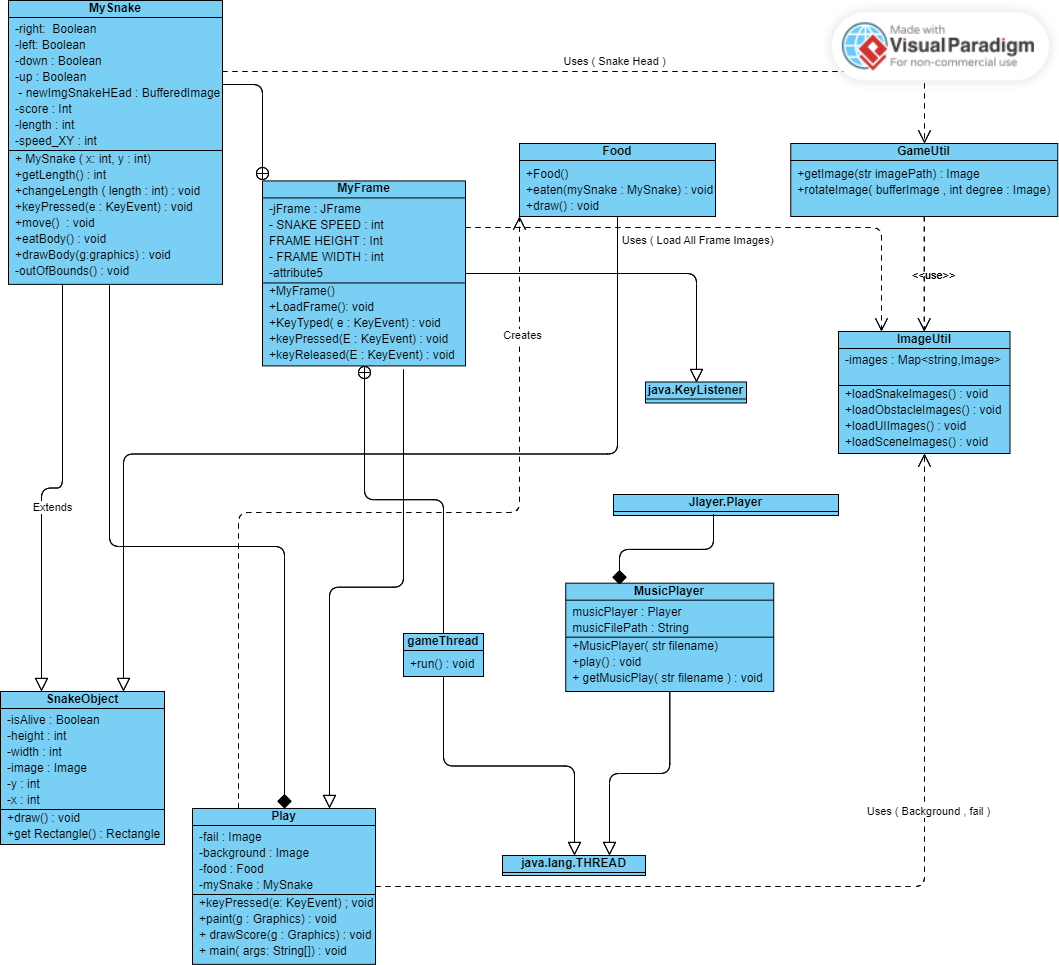 MySnake
-right:  Boolean
-left: Boolean
-down : Boolean
-up : Boolean
- newImgSnakeHEad : BufferedImage
-score : Int
-length : int
-speed_XY : int
+ MySnake ( x: int, y : int)
+getLength() : int
+changeLength ( length : int) : void
+keyPressed(e : KeyEvent) : void
+move()  : void
+eatBody() : void
+drawBody(g:graphics) : void
-outOfBounds() : void
Uses ( Snake Head )
Made with
Visual Paradigm
For non-commercial use
Food
+Food()
+eaten(mySnake : MySnake) : void
+draw() : void
GameUtil
+getImage(str imagePath) : Image
+rotateImage( bufferImage , int degree : Image)
MyFrame
-jFrame : JFrame
- SNAKE SPEED : int
FRAME HEIGHT : Int
- FRAME WIDTH : int
-attribute5
+MyFrame()
+LoadFrame(): void
+KeyTyped( e : KeyEvent) : void
+keyPressed(E : KeyEvent) : void
+keyReleased(E : KeyEvent) : void
Uses ( Load All Frame Images)
<<use>>
Creates
ImageUtil
-images : Map<string,Image>
+loadSnakeImages() : void
+loadObstacleImages() : void
+loadUIImages() : void
+loadSceneImages() : void
java.KeyListener
Extends
Jlayer.Player
MusicPlayer
musicPlayer : Player
musicFilePath : String
+MusicPlayer( str filename)
+play() : void
+ getMusicPlay( str filename ) : void
gameThread
+run() : void
SnakeObject
-isAlive : Boolean
-height : int
-width : int
-image : Image
-y : int
-x : int
+draw() : void
+get Rectangle() : Rectangle
Play
-fail : Image
-background : Image
-food : Food
-mySnake : MySnake
+keyPressed(e: KeyEvent) ; void
+paint(g : Graphics) : void
+ drawScore(g : Graphics) : void
+ main( args: String[]) : void
Uses ( Background , fail )
java.lang.THREAD